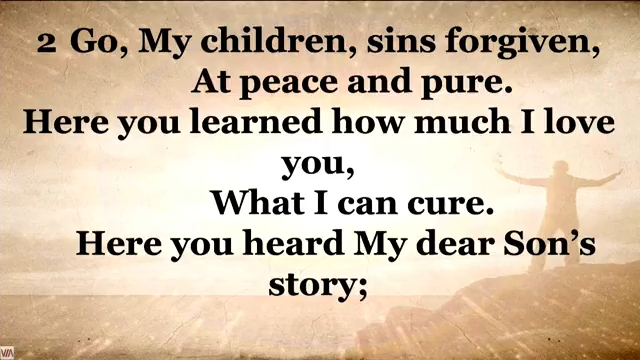 2 Go, My children, sins forgiven,
At peace and pure.
Here you learned how much I love
you,
What I can cure.
Here you heard My dear Son’s
story;
VIA